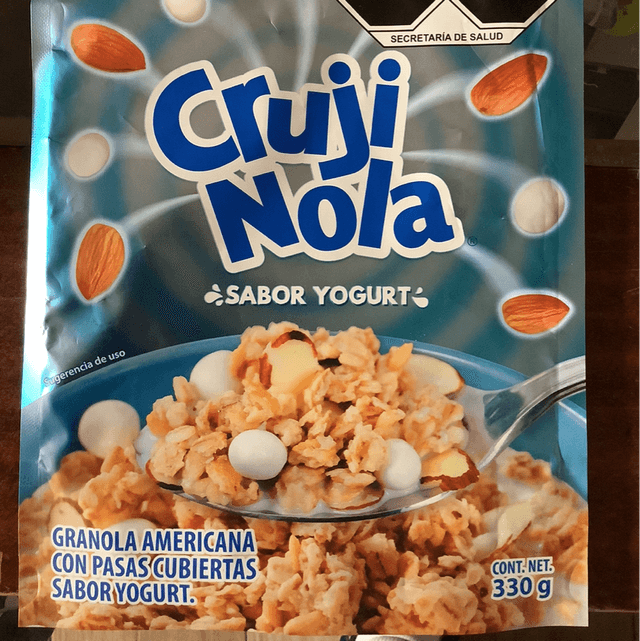 SECRETARÍA DE SALUD
Cruji
Nola®
SABOR YOGURT
Sugerencia de uso
GRANOLA AMERICANA
CON PASAS CUBIERTAS
SABOR YOGURT.
CONT. NET.
330 g